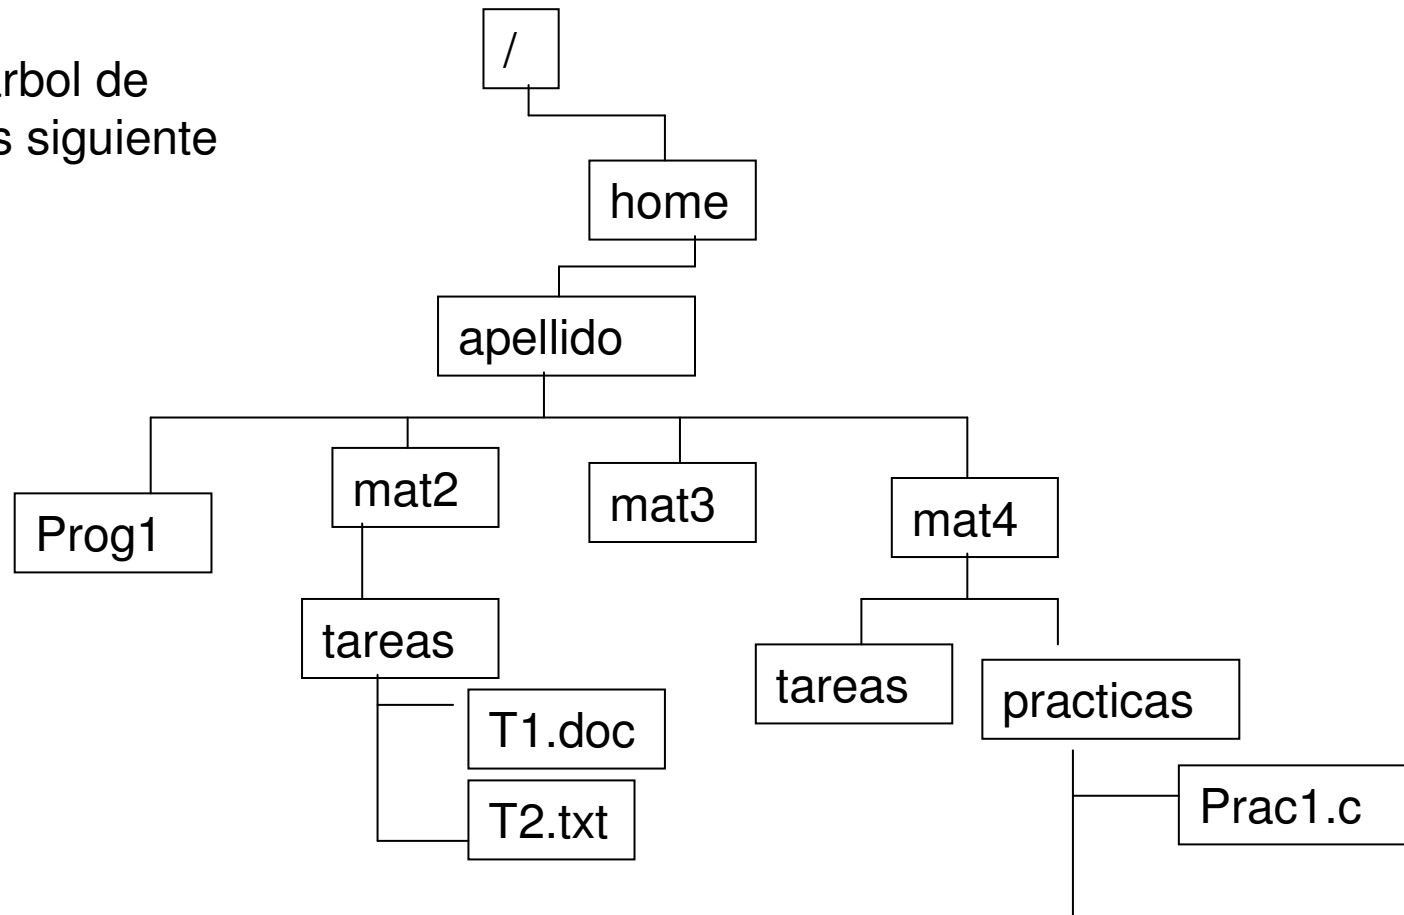 rbol de
s siguiente
/
home
apellido
Prog1
mat2
mat3
mat4
tareas
T1.doc
T2.txt
tareas
practicas
Prac1.c